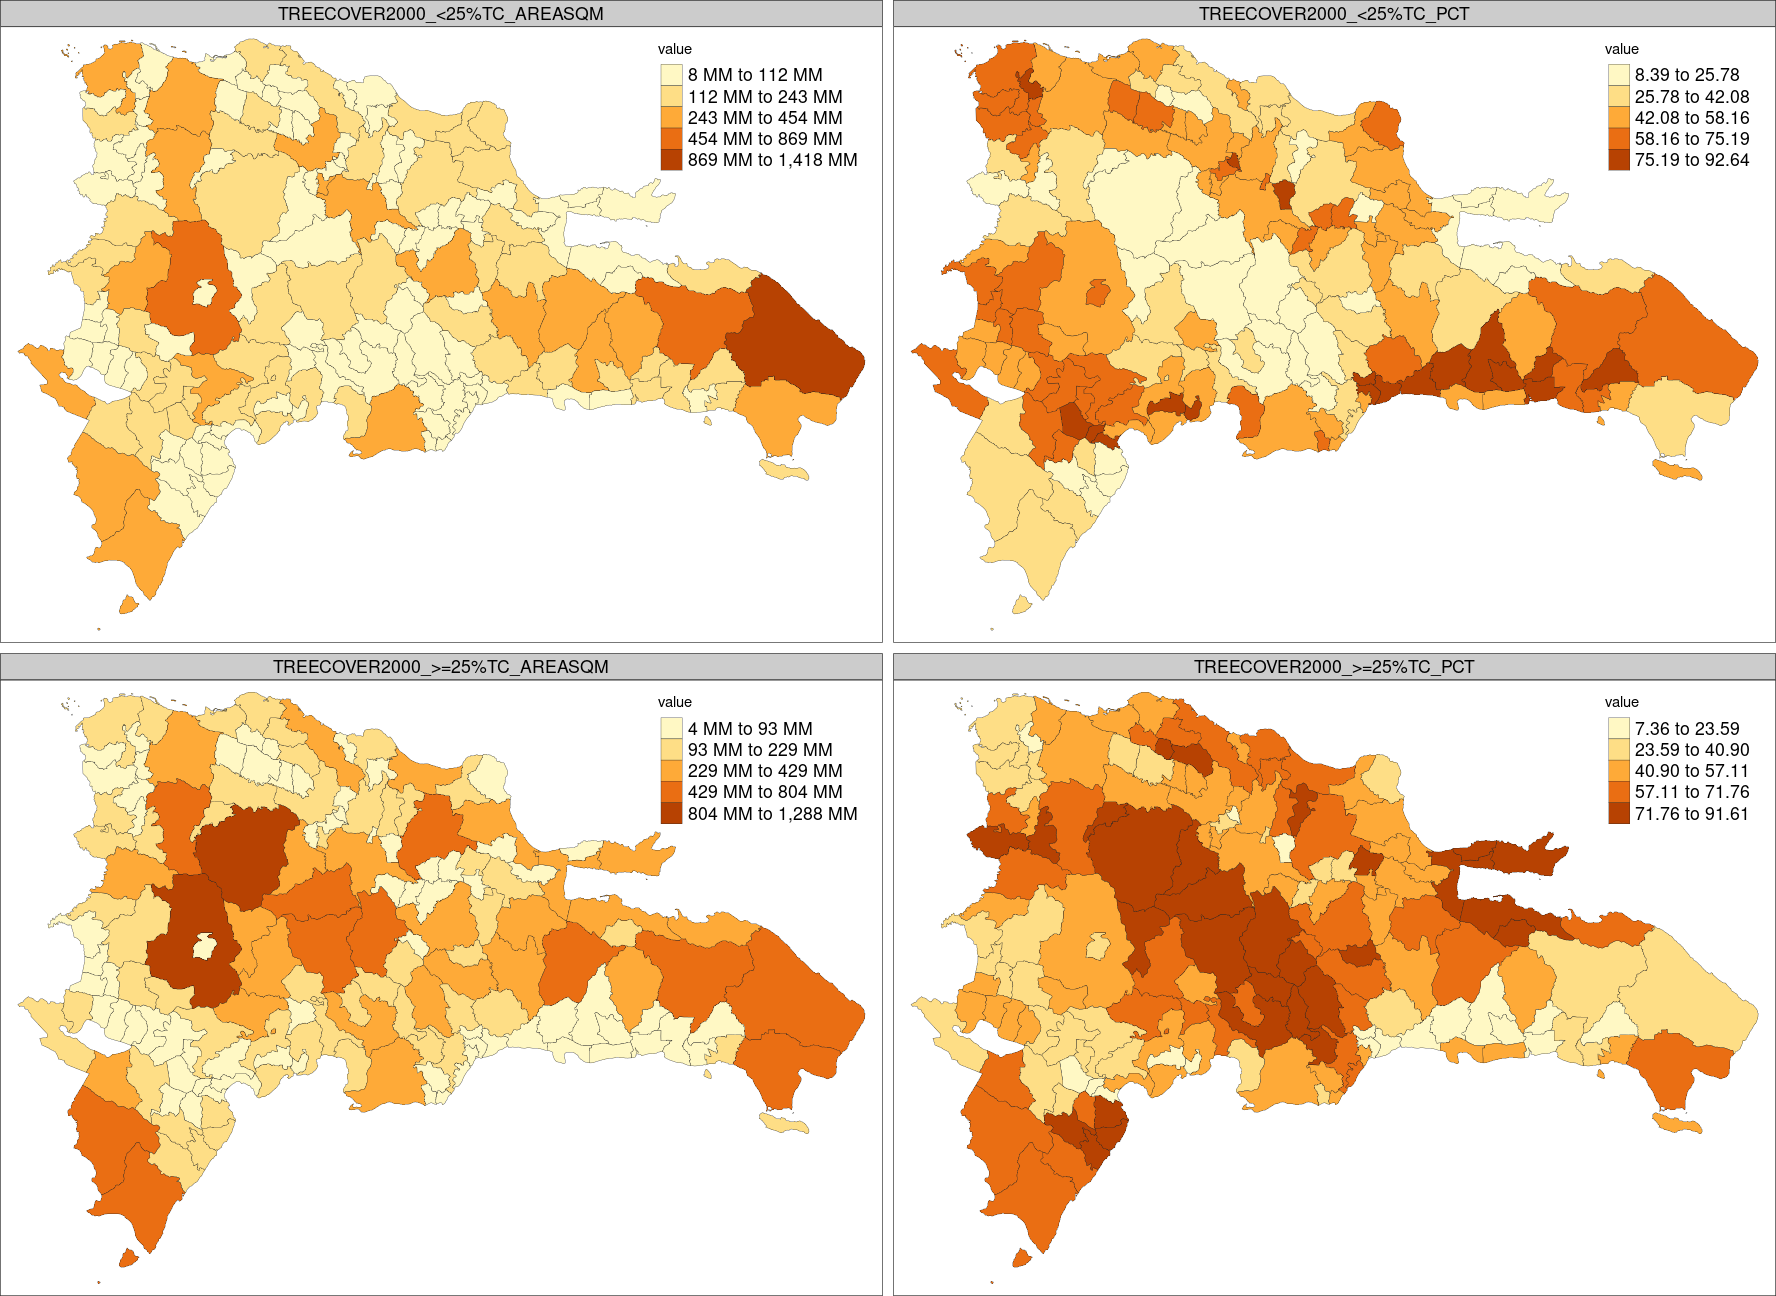 TREECOVER2000_<25%TC_AREASQM
value
8 MM to 112 MM
112 MM to 243 MM
243 MM to 454 MM
454 MM to 869 MM
869 MM to 1,418 MM
TREECOVER2000_<25%TC_PCT
value
8.39 to 25.78
25.78 to 42.08
42.08 to 58.16
58.16 to 75.19
75.19 to 92.64
TREECOVER2000_>=25%TC_AREASQM
value
4 MM to 93 MM
93 MM to 229 MM
229 MM to 429 MM
429 MM to 804 MM
804 MM to 1,288 MM
TREECOVER2000_>=25%TC_PCT
value
7.36 to 23.59
23.59 to 40.90
40.90 to 57.11
57.11 to 71.76
71.76 to 91.61